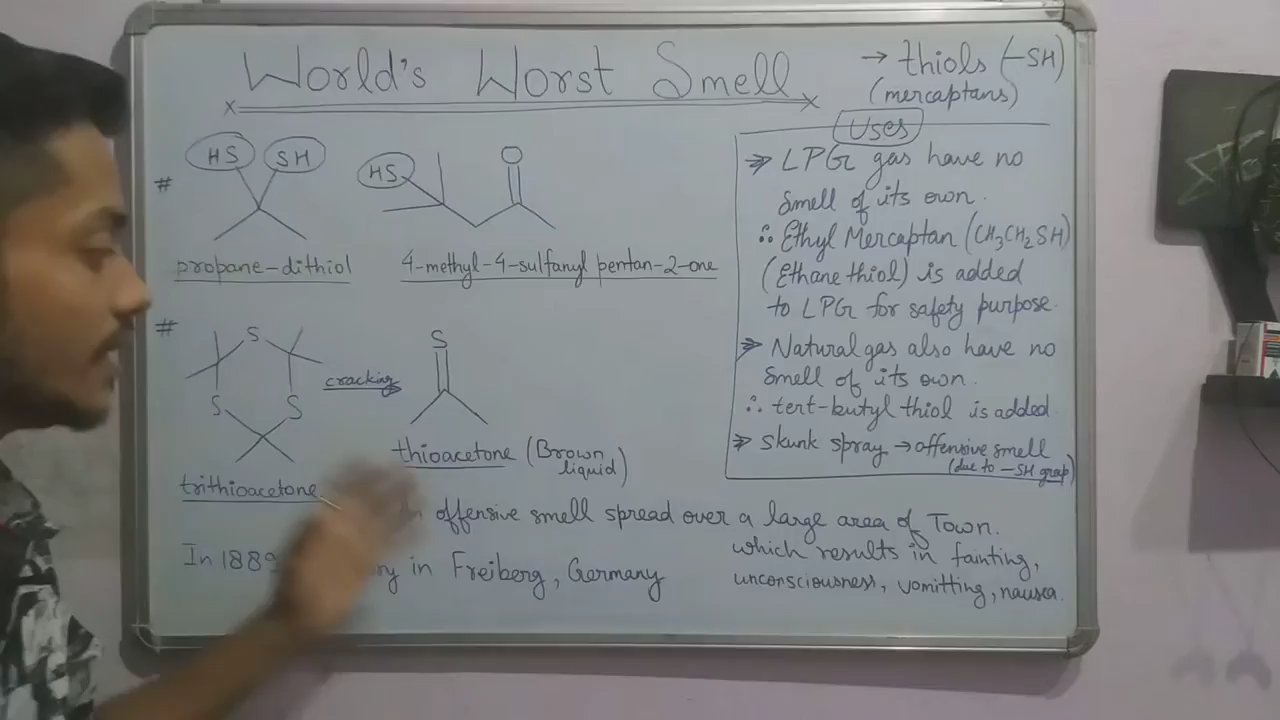 World's Worst Smell
→ thiols (-SH)
(mercaptans)
# HS SH
HS O
propane-dithiol
4-methyl-4-sulfanyl pentan-2-one
# S
S S
cracking
S
trithioacetone
thioacetone (Brown
liquid)
Uses
⇒ LPG gas have no
smell of its own.
∴ Ethyl Mercaptan (CH₃CH₂SH)
(Ethane thiol) is added
to LPG for safety purpose.
⇒ Natural gas also have no
smell of its own.
∴ tert-butyl thiol is added
⇒ Skunk spray → offensive smell
(due to -SH group)
offensive smell spread over a large area of Town.
which results in fainting,
unconsciousness, vomitting, nausea.
In 1889 in Freiberg, Germany